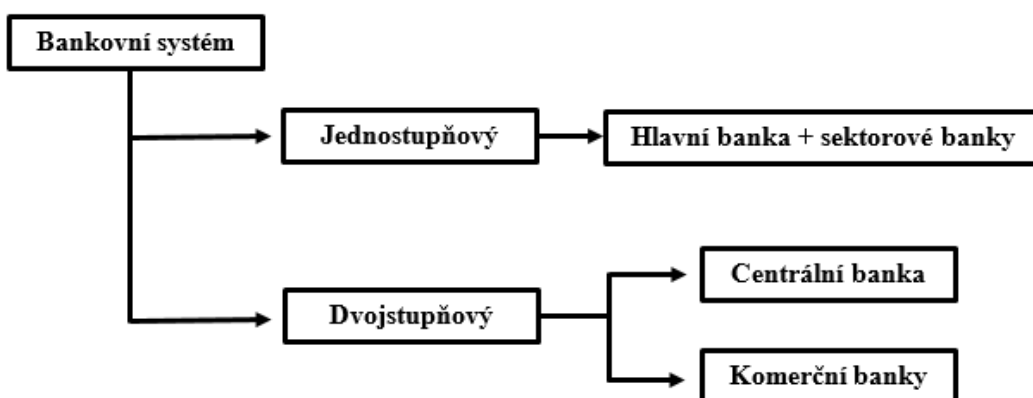 Bankovní systém
Jednostupňový
Hlavní banka + sektorové banky
Dvojstupňový
Centrální banka
Komerční banky